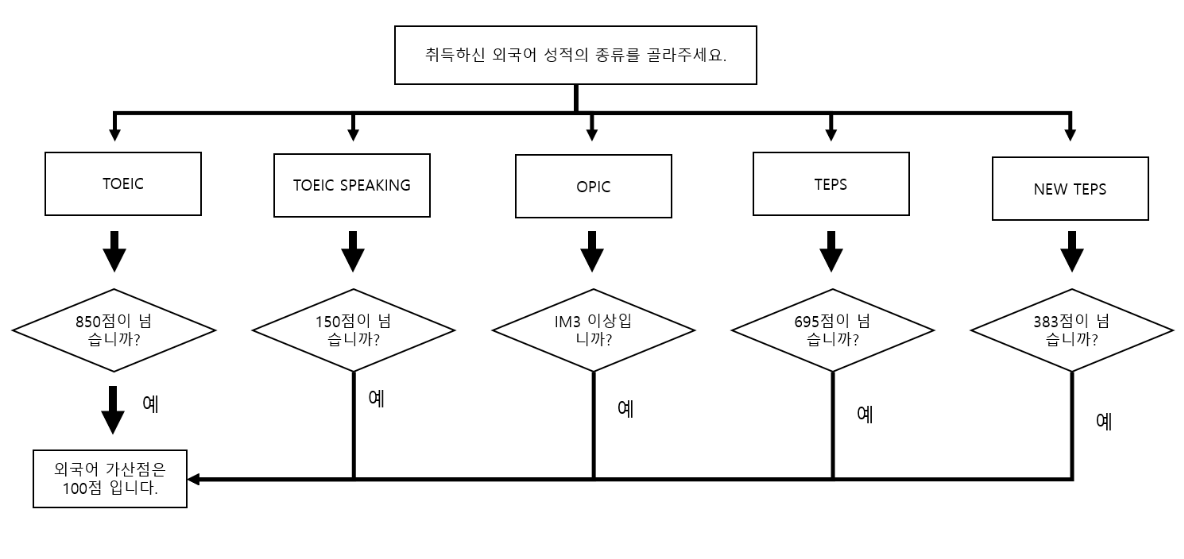 취득하신 외국어 성적의 종류를 골라주세요.
TOEIC
TOEIC SPEAKING
OPIC
TEPS
NEW TEPS
850점이 넘
습니까?
150점이 넘
습니까?
IM3 이상입
니까?
695점이 넘
습니까?
383점이 넘
습니까?
예
예
예
예
예
외국어 가산점은
100점 입니다.